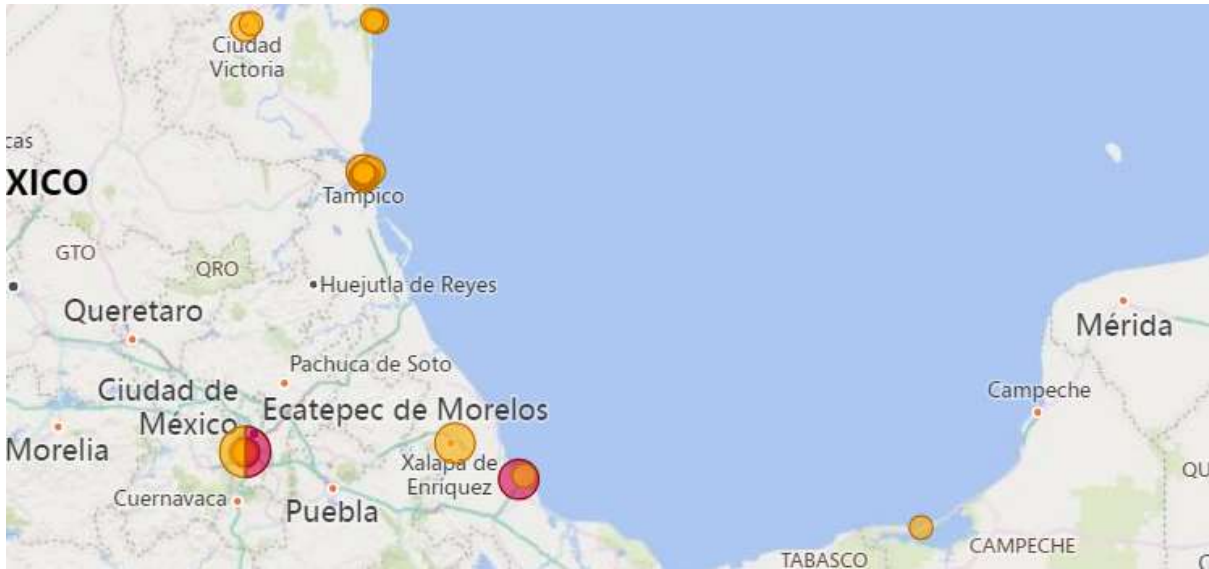 Ciudad
Victoria
cas
XICO
Tampico
GTO
QRO
Huejutla de Reyes
Queretaro
Mérida
Pachuca de Soto
Ciudad de
México
Ecatepec de Morelos
Campeche
Morelia
Xalapa de
Enriquez
QU
Cuernavaca
Puebla
TABASCO
CAMPECHE